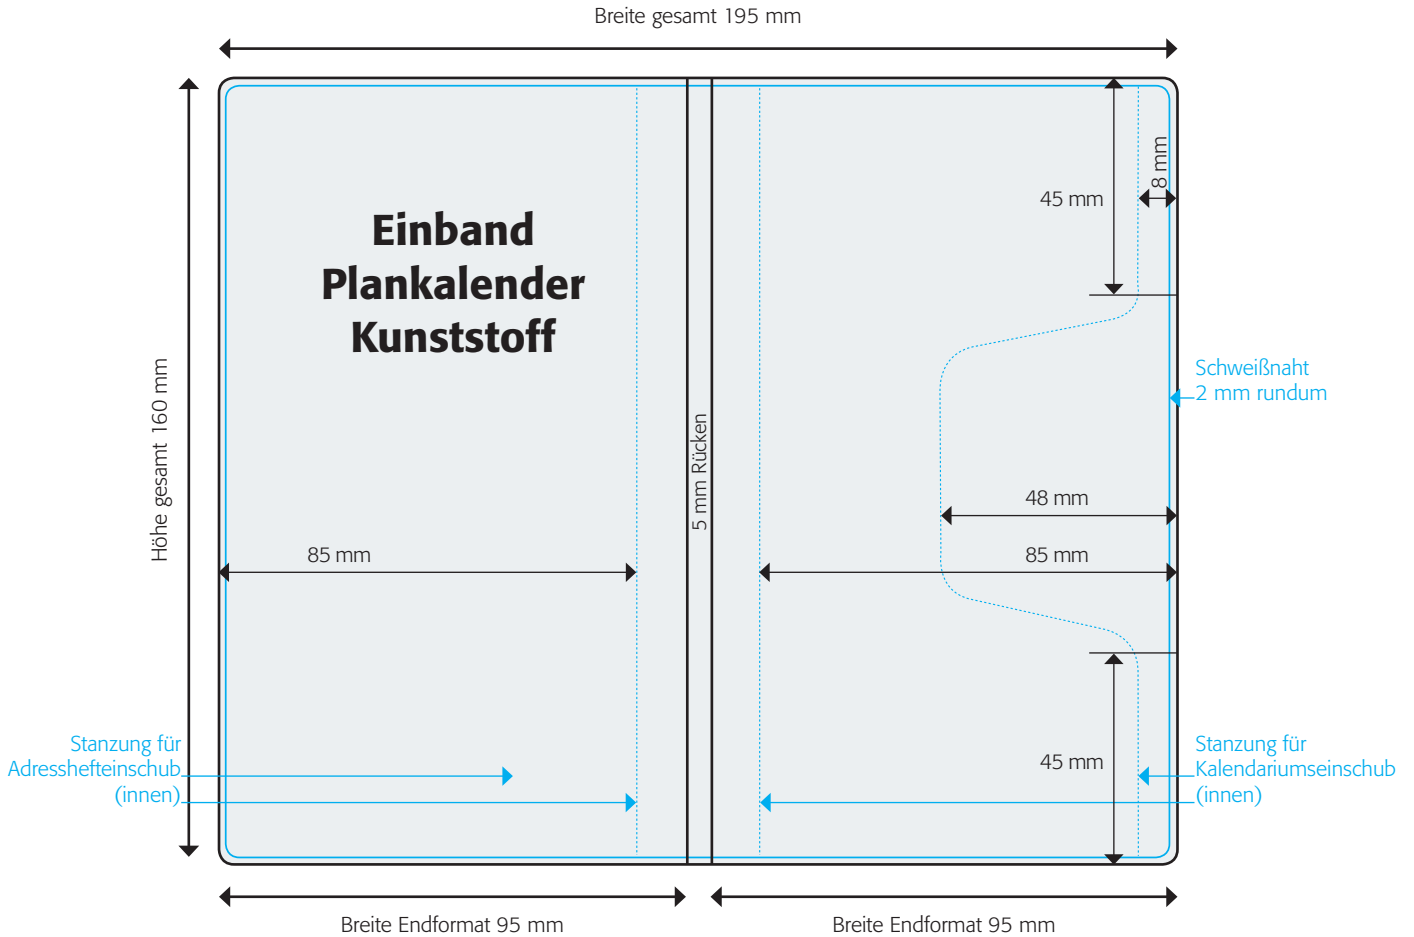 Breite gesamt 195 mm
8 mm
45 mm
Einband
Plankalender
Kunststoff
Höhe gesamt 160 mm
Schweißnaht
2 mm rundum
5 mm Rücken
48 mm
85 mm
85 mm
Stanzung für
Adresshefteinschub
(innen)
45 mm
Stanzung für
Kalendariumseinschub
(innen)
Breite Endformat 95 mm
Breite Endformat 95 mm